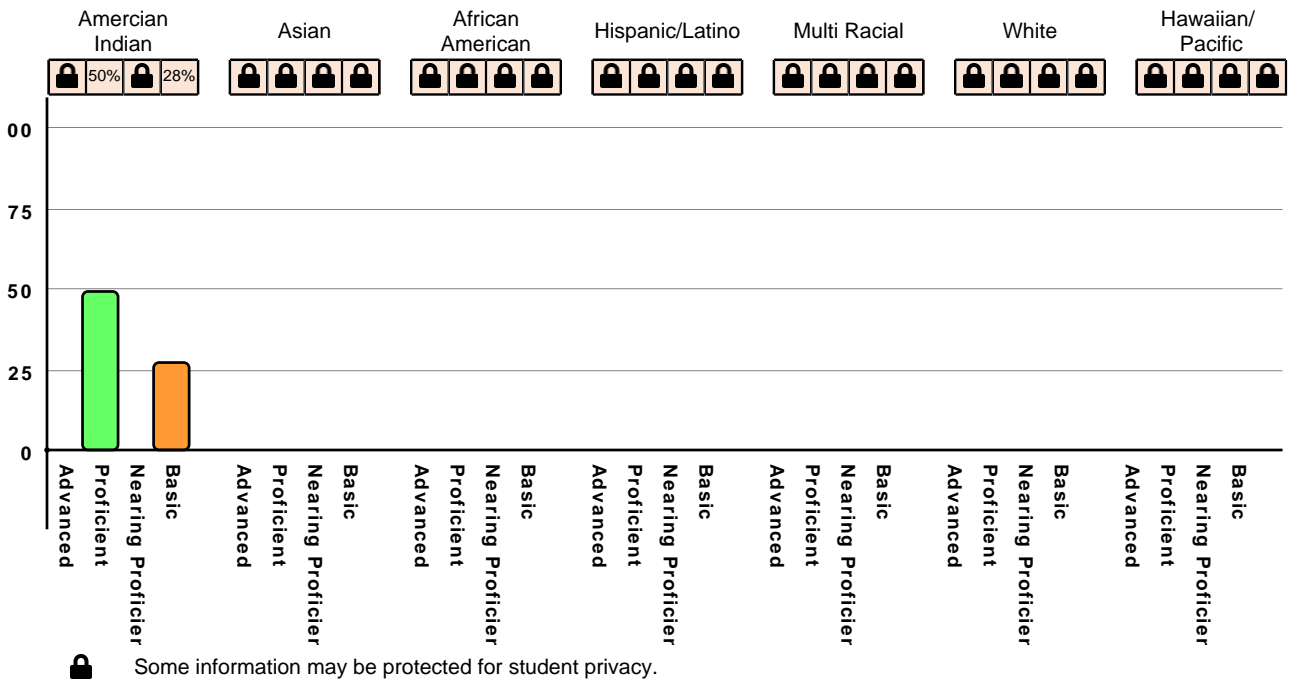 Amercian
Indian
Asian
African
American
Hispanic/Latino
Multi Racial
White
Hawaiian/
Pacific
50% 28%
00
75
50
25
0
Advanced
Proficient
Nearing Proficier
Basic
Advanced
Proficient
Nearing Proficier
Basic
Advanced
Proficient
Nearing Proficier
Basic
Advanced
Proficient
Nearing Proficier
Basic
Advanced
Proficient
Nearing Proficier
Basic
Advanced
Proficient
Nearing Proficier
Basic
Advanced
Proficient
Nearing Proficier
Basic
Some information may be protected for student privacy.